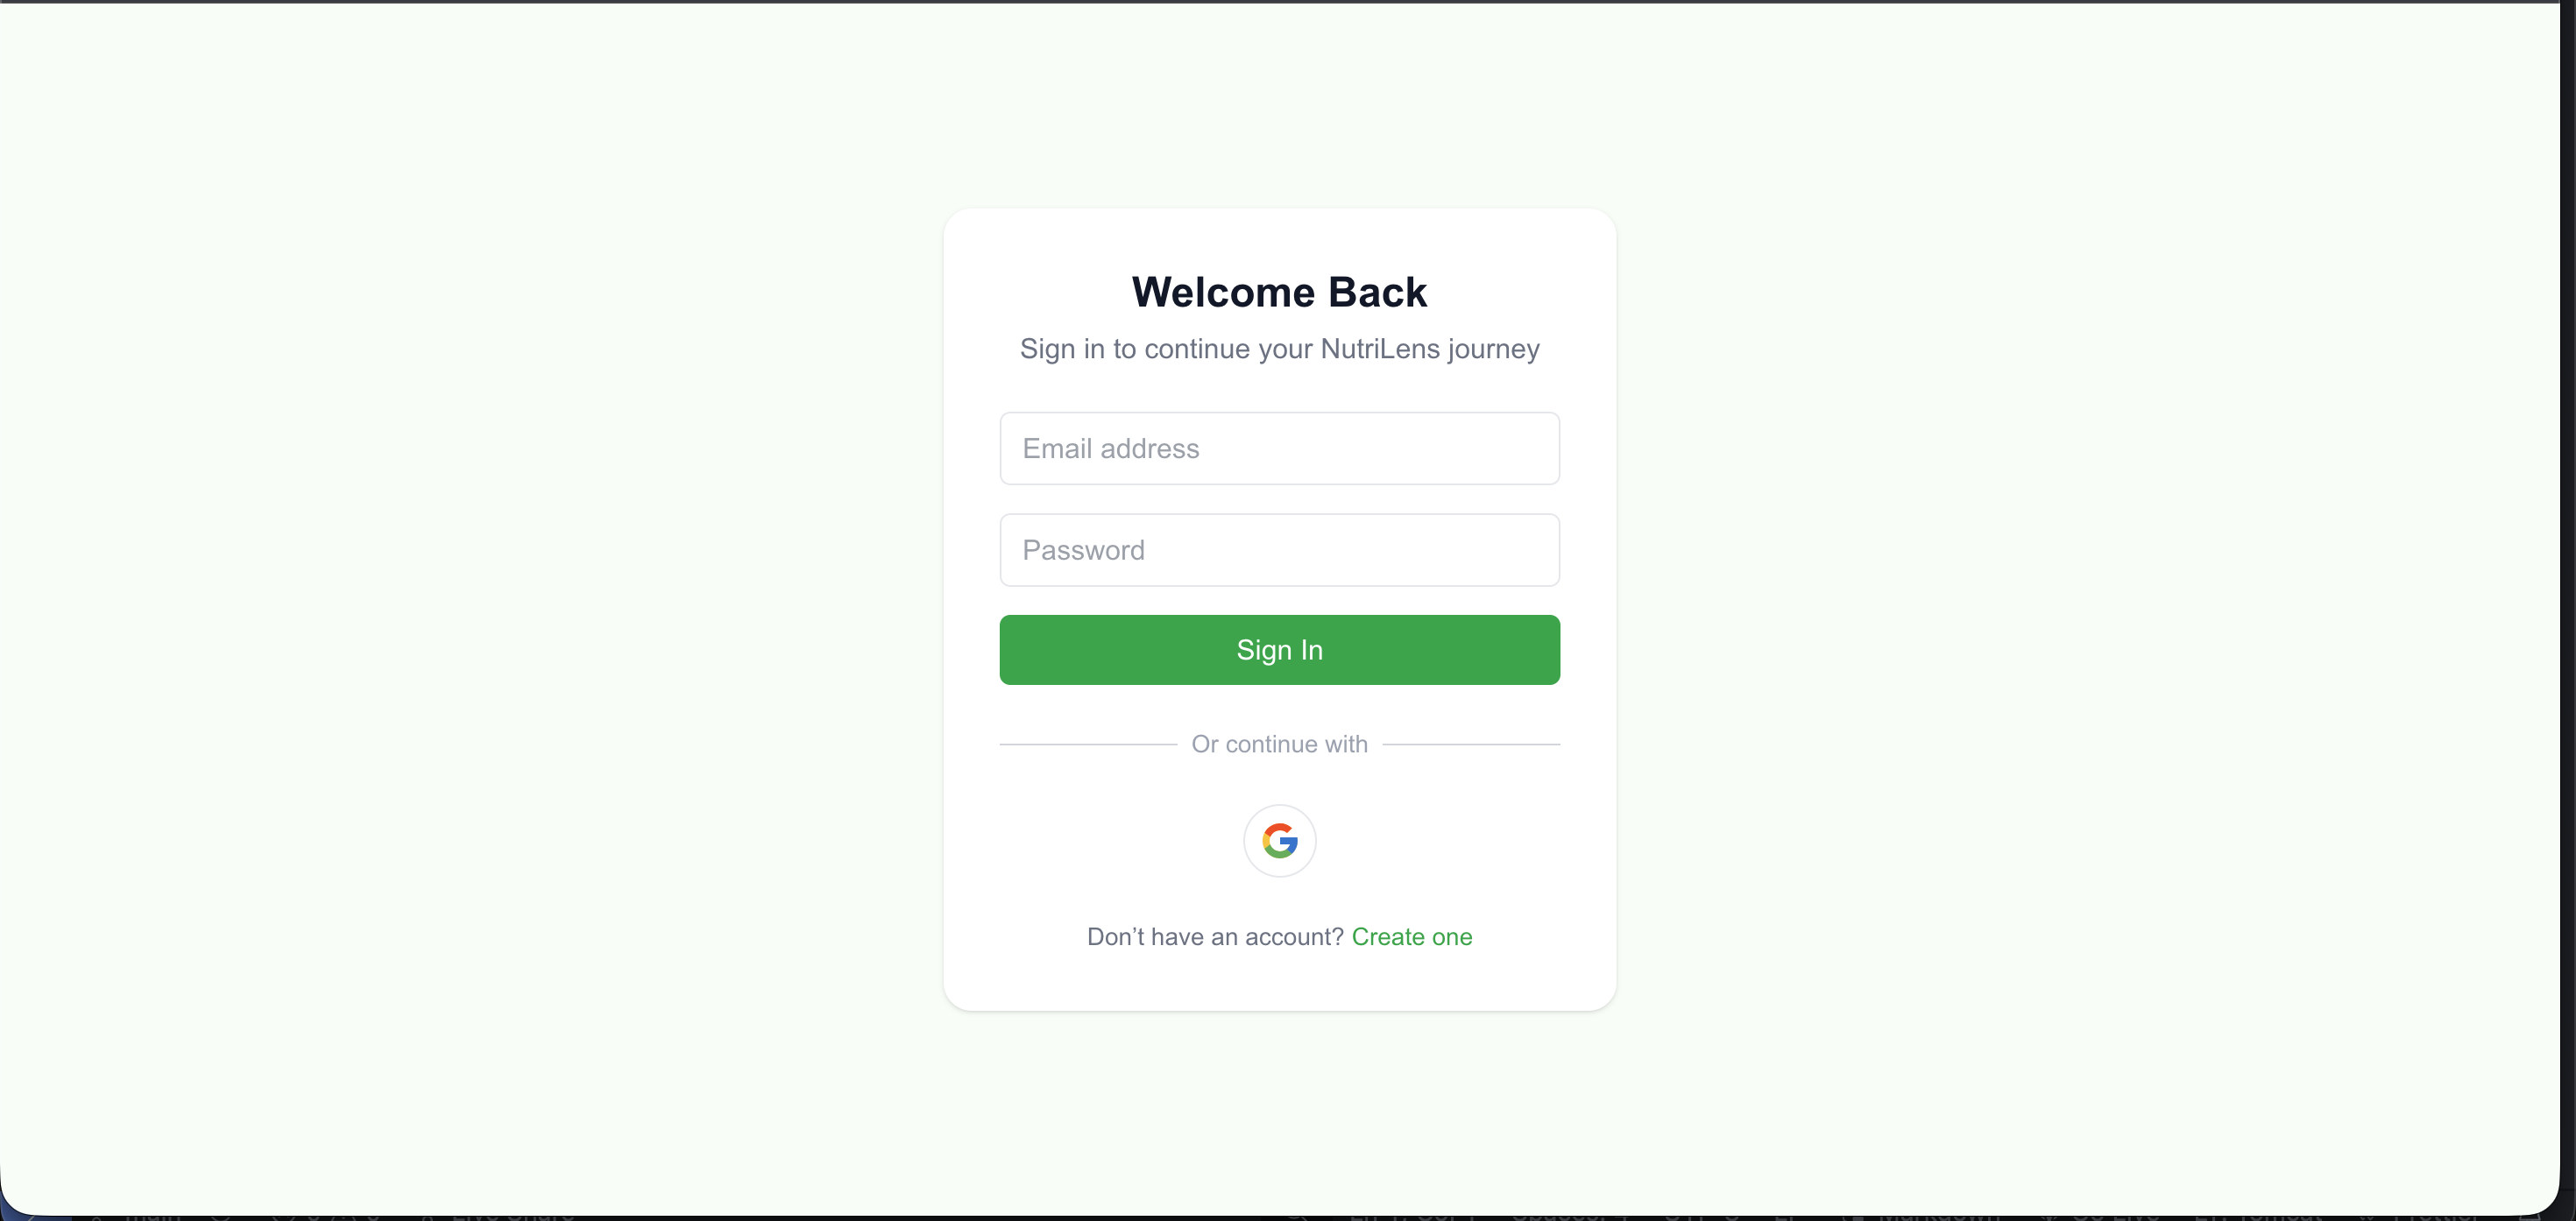 Welcome Back
Sign in to continue your NutriLens journey
Email address
Password
Sign In
Or continue with
Don’t have an account? Create one